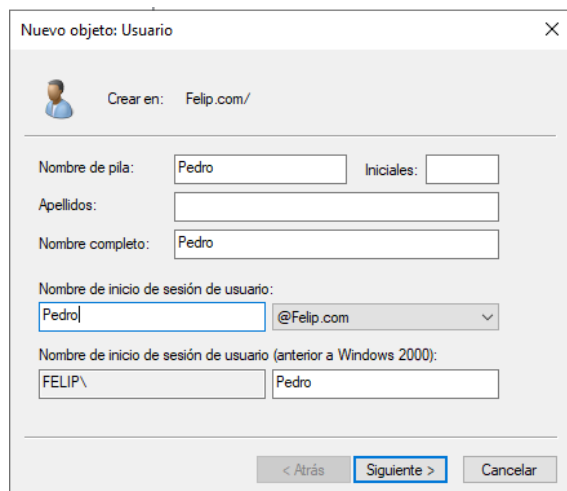 Nuevo objeto: Usuario
Crear en: Felip.com/
Nombre de pila: Pedro Iniciales:
Apellidos:
Nombre completo: Pedro
Nombre de inicio de sesión de usuario:
Pedro @Felip.com
Nombre de inicio de sesión de usuario (anterior a Windows 2000):
FELIP\ Pedro
< Atrás Siguiente > Cancelar